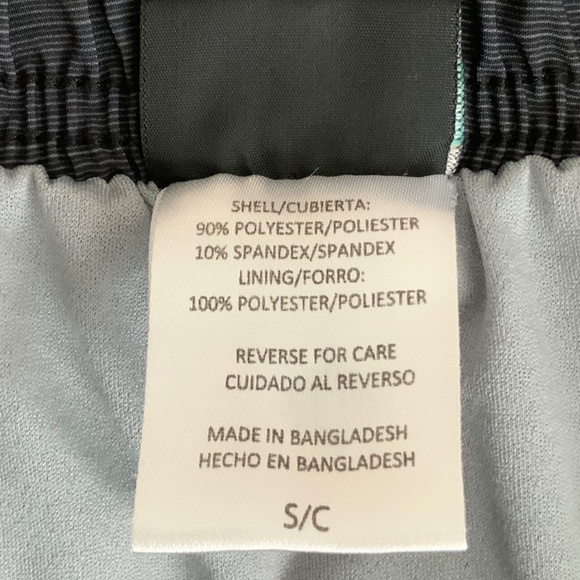 SHELL/CUBIERTA:
90% POLYESTER/POLIESTER
10% SPANDEX/SPANDEX
LINING/FORRO:
100% POLYESTER/POLIESTER
REVERSE FOR CARE
CUIDADO AL REVERSO
MADE IN BANGLADESH
HECHO EN BANGLADESH
S/C